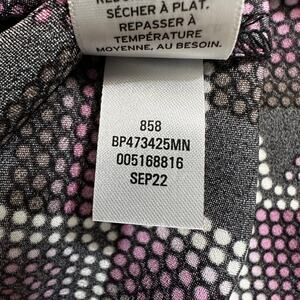 SÉCHER À PLAT.
REPASSER À
TEMPÉRATURE
MOYENNE, AU BESOIN.
858
BP473425MN
005168816
SEP22